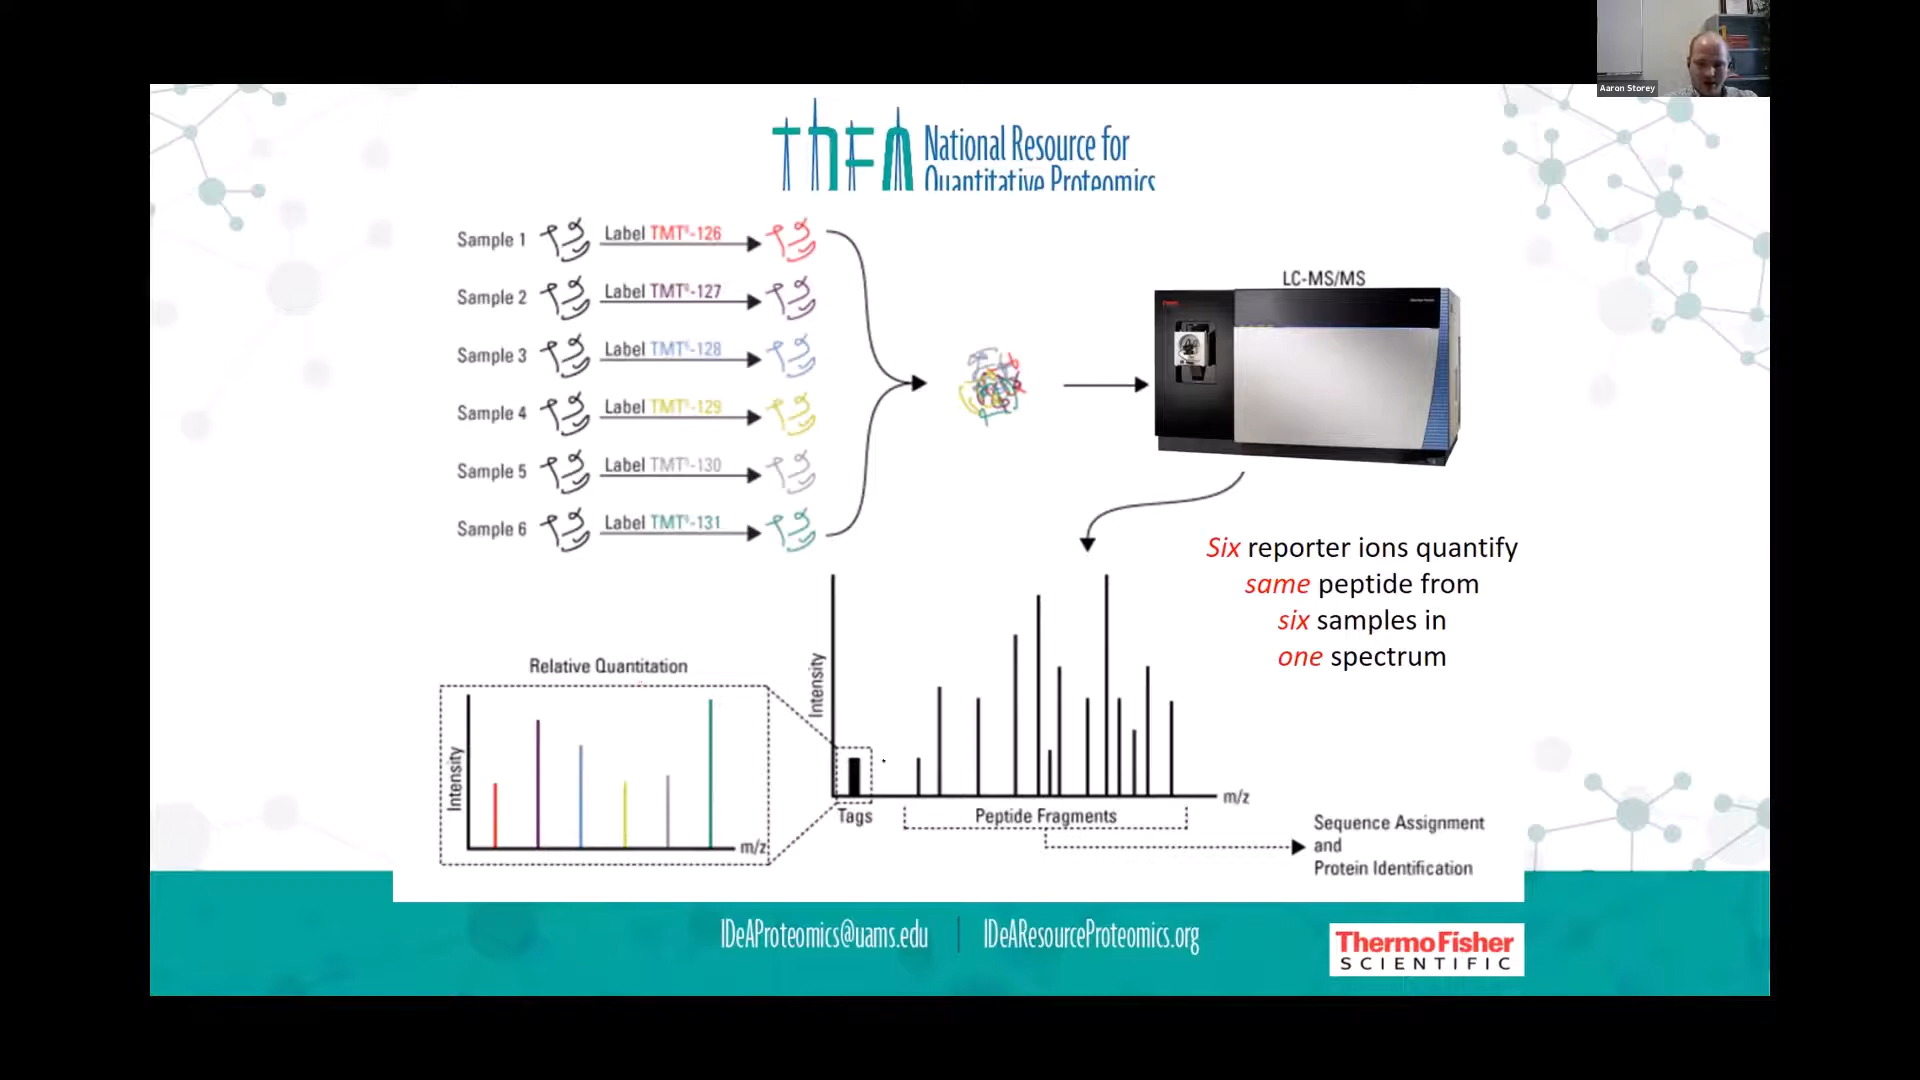 Aaron Storey
IDEA
National Resource for
Quantitative Proteomics
Sample 1
Label TMT®-126
Sample 2
Label TMT®-127
Sample 3
Label TMT®-128
Sample 4
Label TMT®-129
Sample 5
Label TMT®-130
Sample 6
Label TMT®-131
LC-MS/MS
Six reporter ions quantify
same peptide from
six samples in
one spectrum
Relative Quantitation
Intensity
m/z
Intensity
m/z
Tags
Peptide Fragments
Sequence Assignment
and
Protein Identification
IDeAProteomics@uams.edu
IDeAResourceProteomics.org
ThermoFisher
SCIENTIFIC